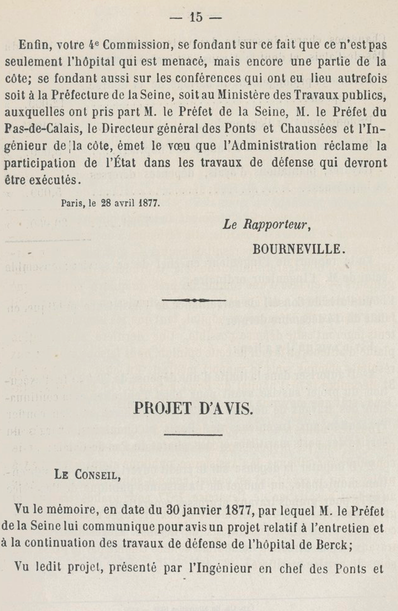 — 15 —
Enfin, votre 4e Commission, se fondant sur ce fait que ce n'est pas
seulement l'hôpital qui est menacé, mais encore une partie de la
côte; se fondant aussi sur les conférences qui ont eu lieu autrefois
soit à la Préfecture de la Seine, soit au Ministère des Travaux publics,
auxquelles ont pris part M. le Préfet de la Seine, M. le Préfet du
Pas-de-Calais, le Directeur général des Ponts et Chaussées et l'In-
génieur de la côte, émet le vœu que l'Administration réclame la
participation de l'État dans les travaux de défense qui devront
être exécutés.
Paris, le 28 avril 1877.
Le Rapporteur,
BOURNEVILLE.
PROJET D'AVIS.
LE CONSEIL,
Vu le mémoire, en date du 30 janvier 1877, par lequel M. le Préfet
de la Seine lui communique pour avis un projet relatif à l'entretien et
à la continuation des travaux de défense de l'hôpital de Berck;
Vu ledit projet, présenté par l'Ingénieur en chef des Ponts et